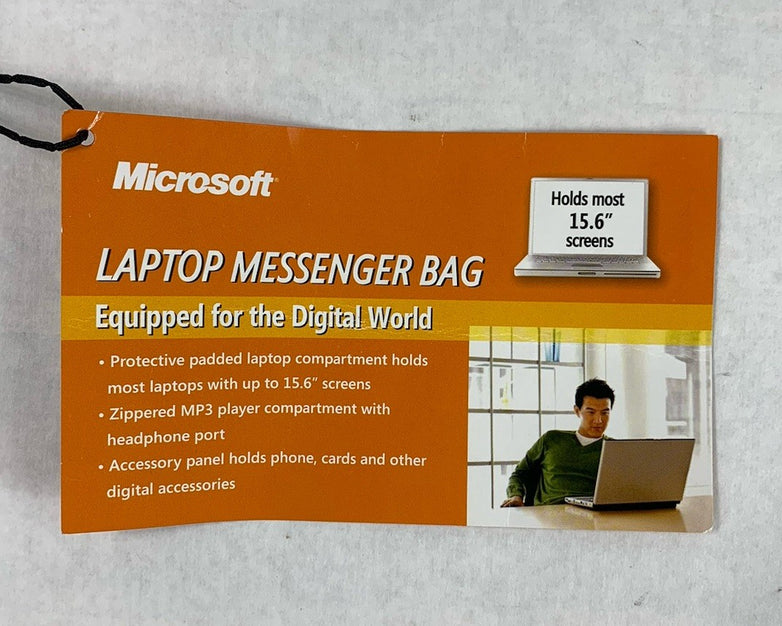 Microsoft
Holds most
15.6"
screens
LAPTOP MESSENGER BAG
Equipped for the Digital World
• Protective padded laptop compartment holds
most laptops with up to 15.6" screens
• Zippered MP3 player compartment with
headphone port
• Accessory panel holds phone, cards and other
digital accessories